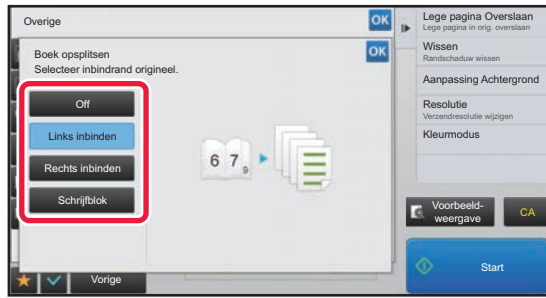 Overige
OK
Boek opsplitsen
Selecteer inbindrand origineel.
OK
Off
Links inbinden
Rechts inbinden
Schrijfblok
6 7 9
Vorige
Lege pagina Overslaan
Lege pagina in orig. overslaan
Wissen
Randschaduw wissen
Aanpassing Achtergrond
Resolutie
Verzendresolutie wijzigen
Kleurmodus
Voorbeeld-
weergave
CA
Start